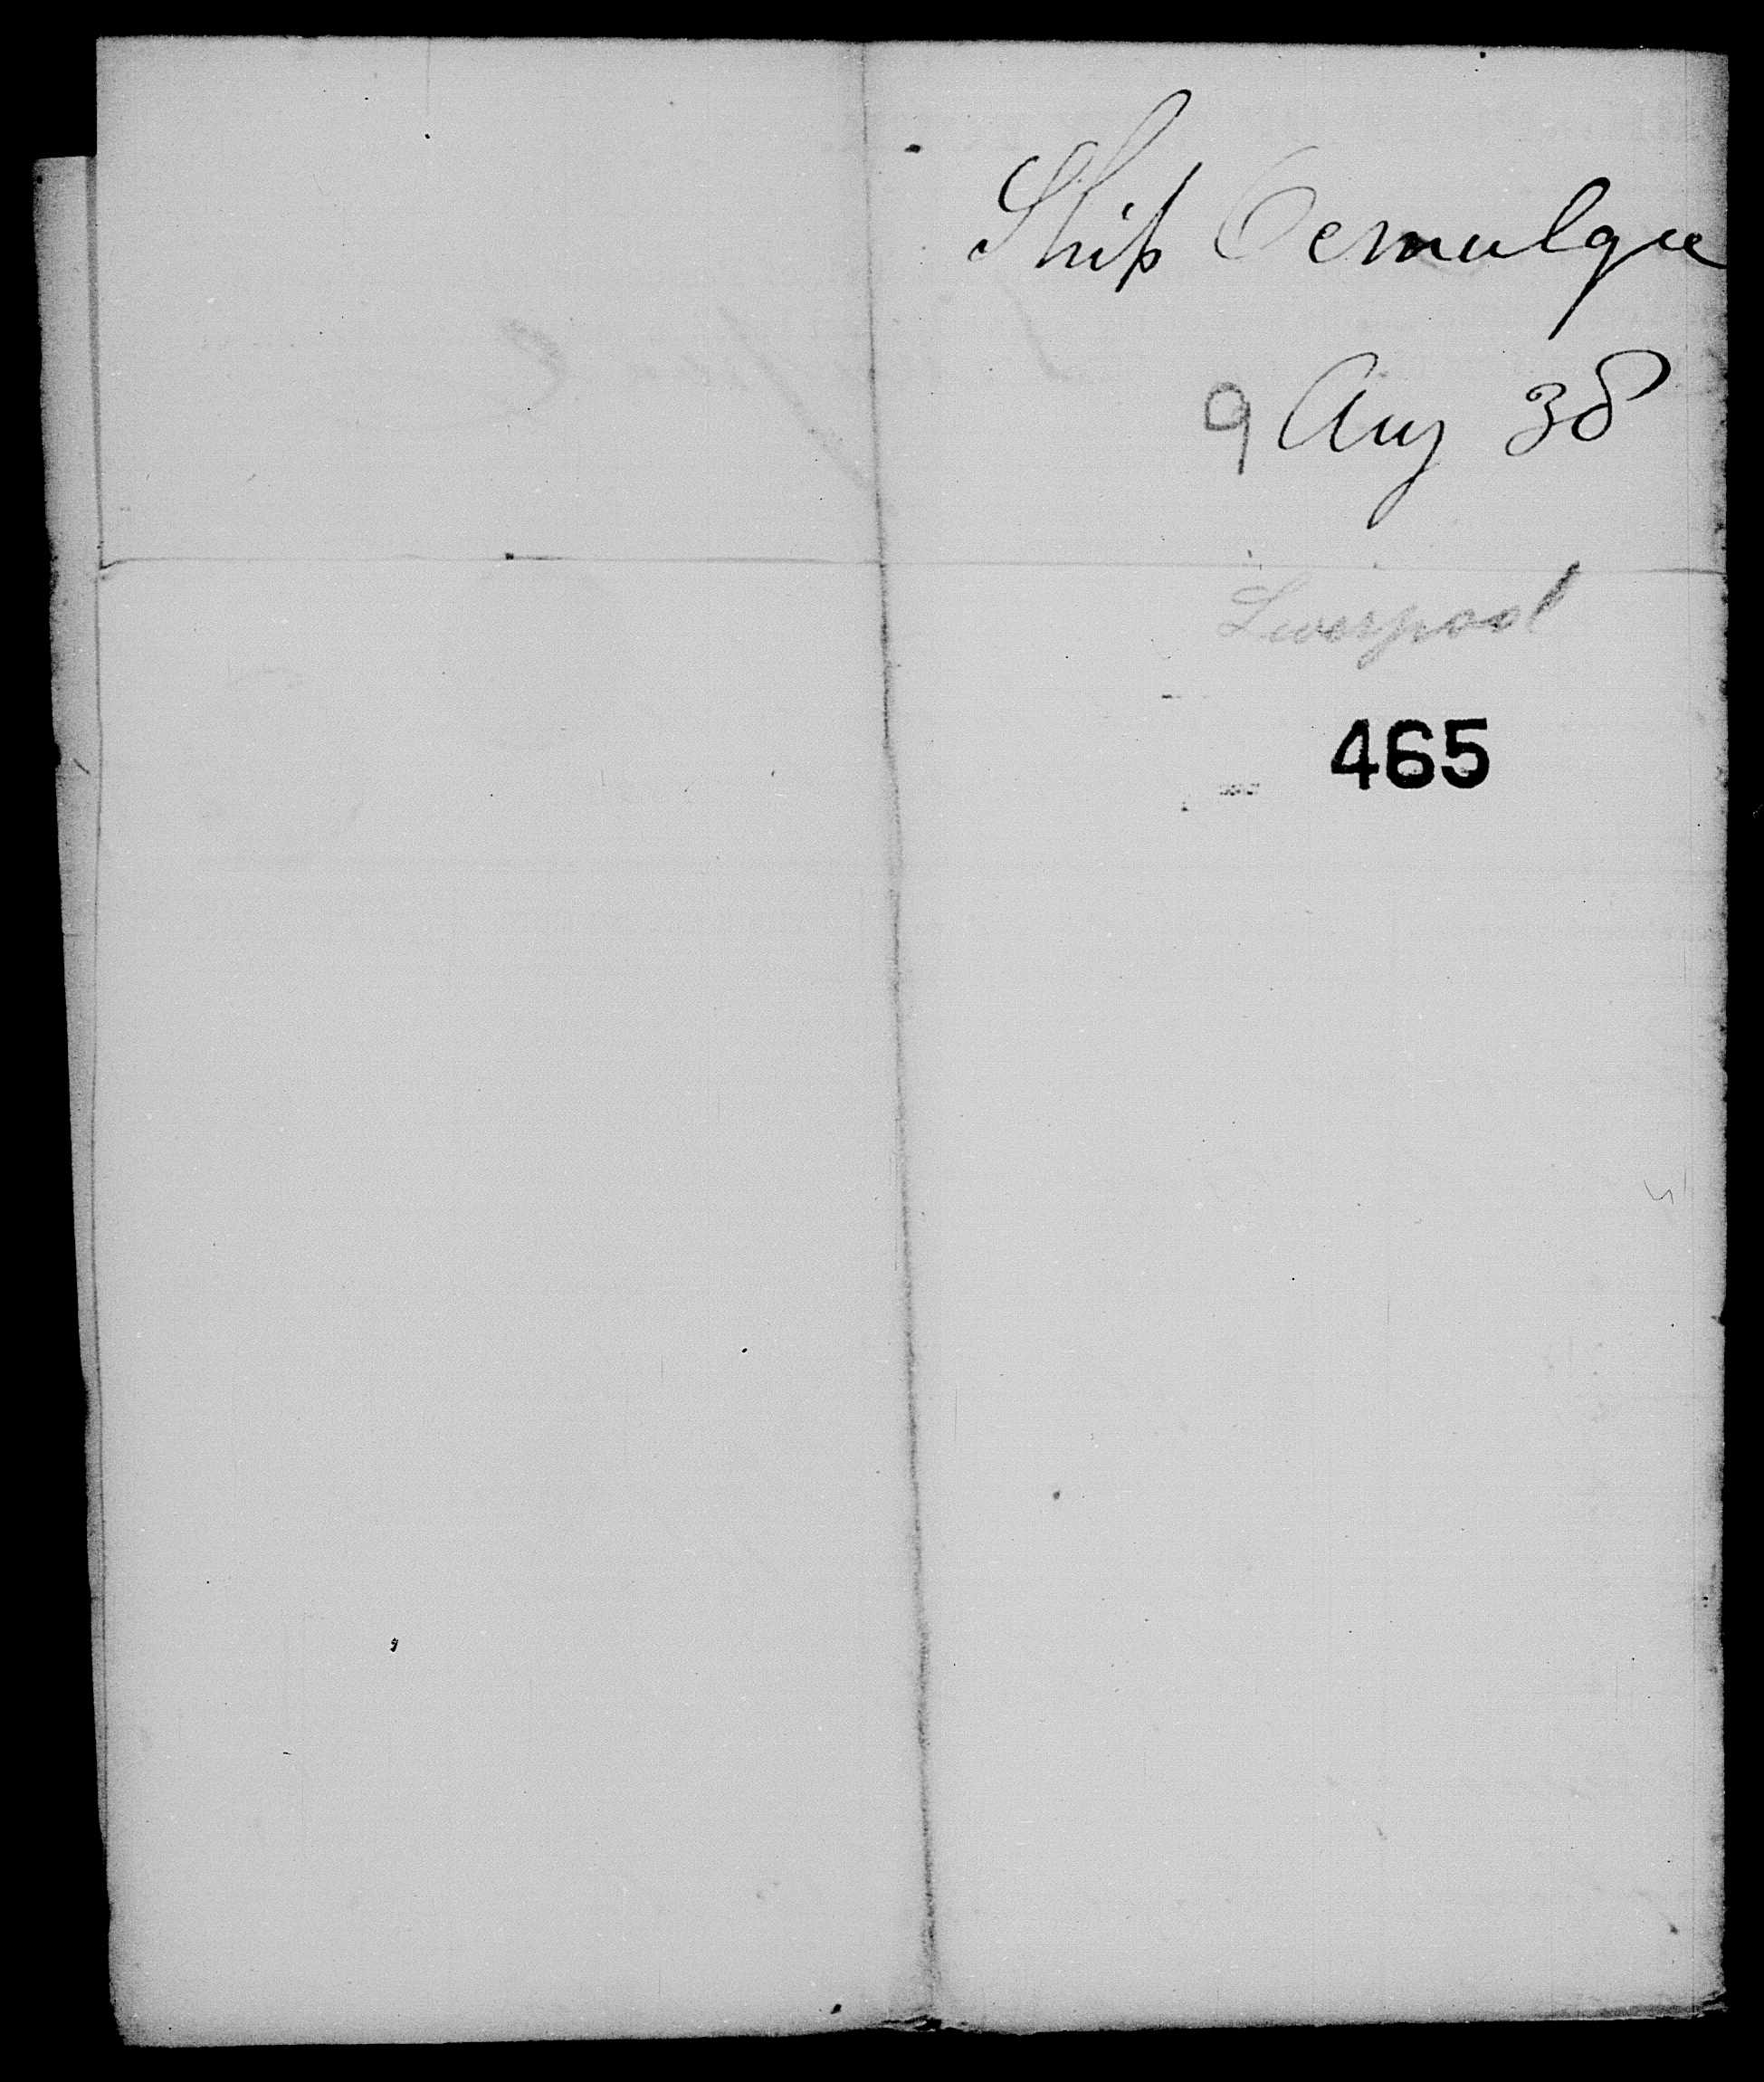 Ship Ocmulgee
9 Aug 38
Liverpool
465